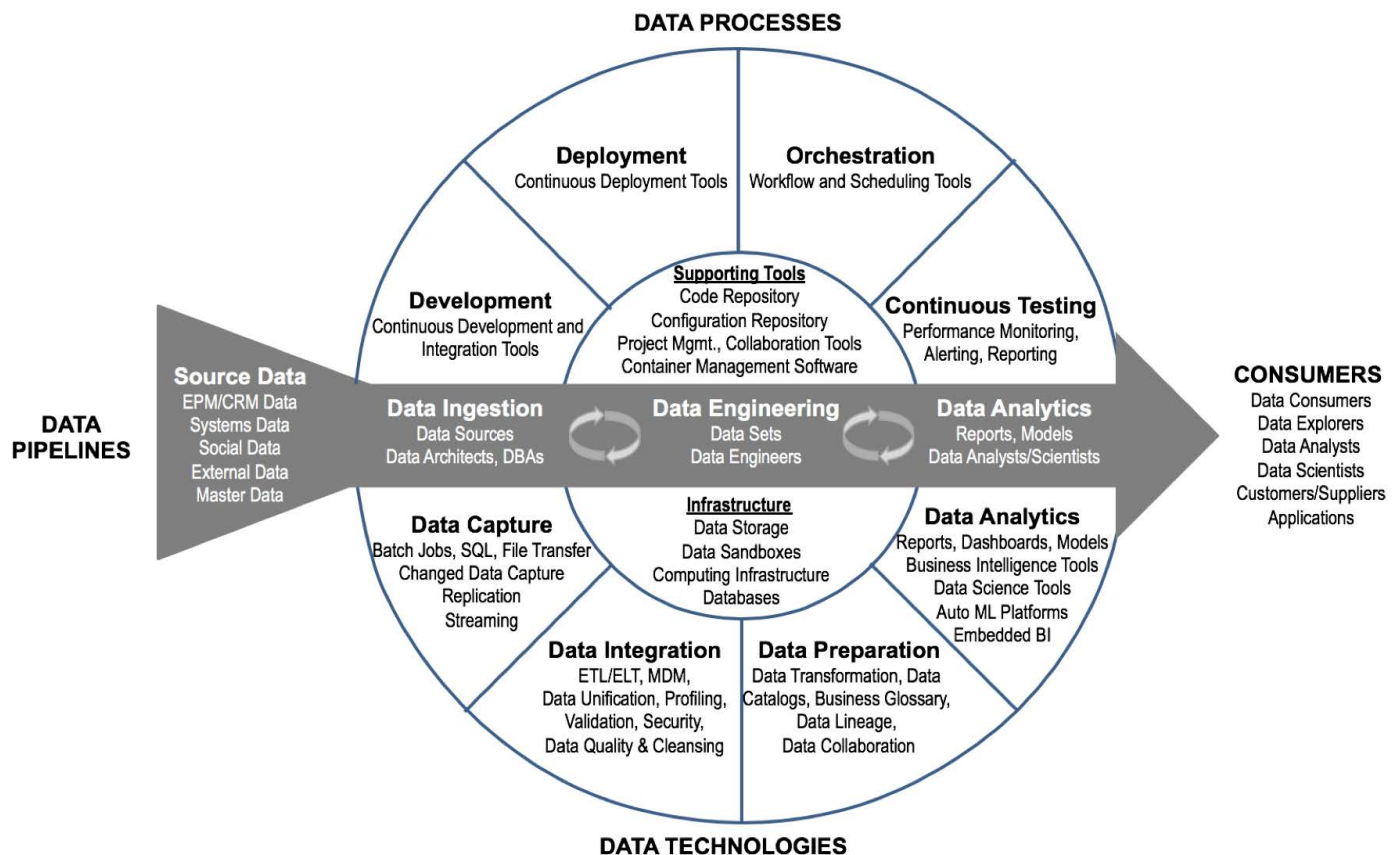 DATA PROCESSES
Deployment
Continuous Deployment Tools
Orchestration
Workflow and Scheduling Tools
Development
Continuous Development and
Integration Tools
Supporting Tools
Code Repository
Configuration Repository
Project Mgmt., Collaboration Tools
Container Management Software
Continuous Testing
Performance Monitoring,
Alerting, Reporting
DATA
PIPELINES
Source Data
EPM/CRM Data
Systems Data
Social Data
External Data
Master Data
Data Ingestion
Data Sources
Data Architects, DBAs
Data Engineering
Data Sets
Data Engineers
Data Analytics
Reports, Models
Data Analysts/Scientists
CONSUMERS
Data Consumers
Data Explorers
Data Analysts
Data Scientists
Customers/Suppliers
Applications
Data Capture
Batch Jobs, SQL, File Transfer
Changed Data Capture
Replication
Streaming
Infrastructure
Data Storage
Data Sandboxes
Computing Infrastructure
Databases
Data Analytics
Reports, Dashboards, Models
Business Intelligence Tools
Data Science Tools
Auto ML Platforms
Embedded BI
Data Integration
ETL/ELT, MDM,
Data Unification, Profiling,
Validation, Security,
Data Quality & Cleansing
Data Preparation
Data Transformation, Data
Catalogs, Business Glossary,
Data Lineage,
Data Collaboration
DATA TECHNOLOGIES